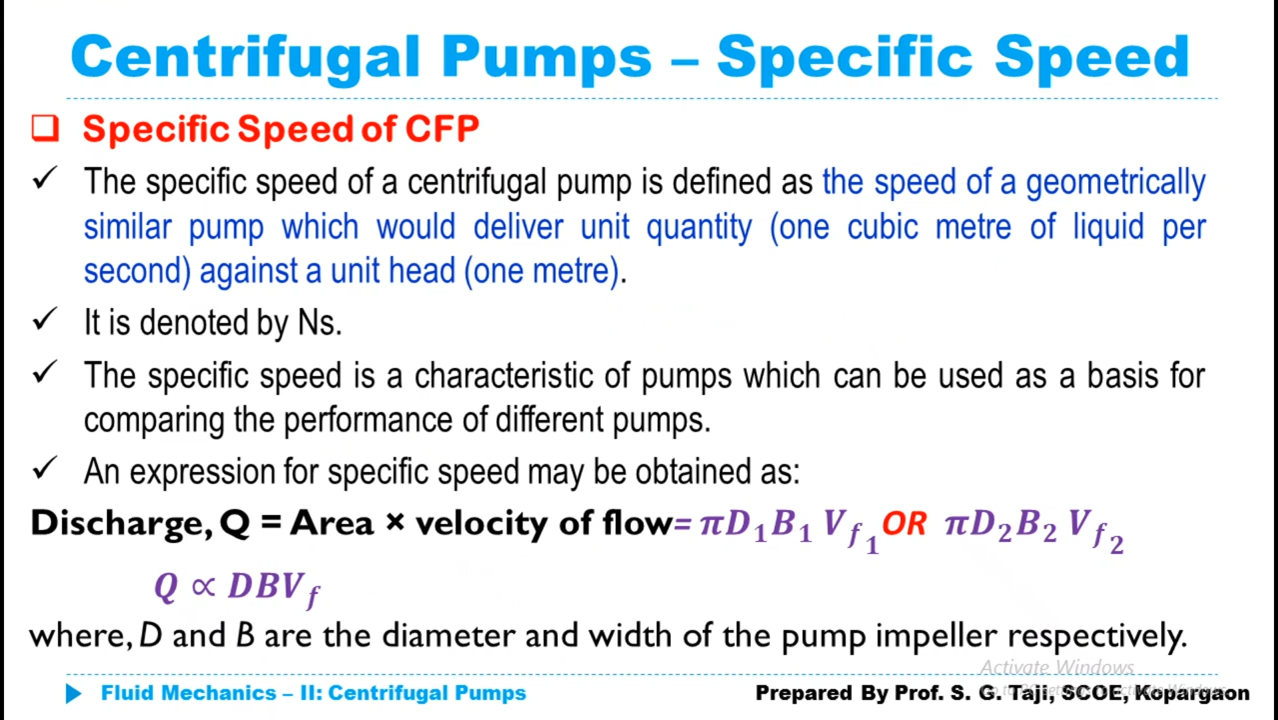 Centrifugal Pumps – Specific Speed
❑ Specific Speed of CFP
✓ The specific speed of a centrifugal pump is defined as the speed of a geometrically
similar pump which would deliver unit quantity (one cubic metre of liquid per
second) against a unit head (one metre).
✓ It is denoted by Ns.
✓ The specific speed is a characteristic of pumps which can be used as a basis for
comparing the performance of different pumps.
✓ An expression for specific speed may be obtained as:
Discharge, Q = Area × velocity of flow= πD₁B₁ V_f₁ OR πD₂B₂ V_f₂
Q ∝ DBV_f
where, D and B are the diameter and width of the pump impeller respectively.
Activate Windows
Fluid Mechanics – II: Centrifugal Pumps
Prepared By Prof. S. G. Taji, SCOE, Kopargaon